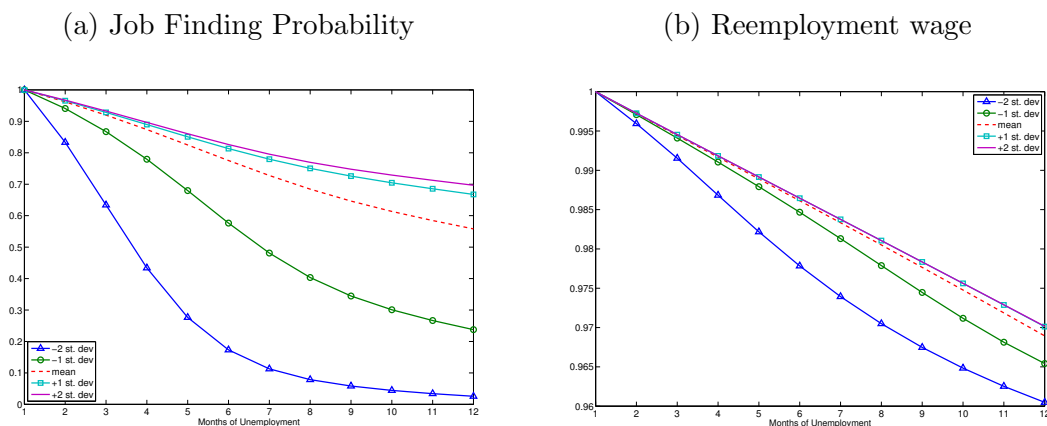 (a) Job Finding Probability
1
0.9
0.8
0.7
0.6
0.5
0.4
0.3
0.2
0.1
0
1 2 3 4 5 6 7 8 9 10 11 12
Months of Unemployment
−2 st. dev
−1 st. dev
mean
+1 st. dev
+2 st. dev
(b) Reemployment wage
1
0.995
0.99
0.985
0.98
0.975
0.97
0.965
0.96
1 2 3 4 5 6 7 8 9 10 11 12
Months of Unemployment
−2 st. dev
−1 st. dev
mean
+1 st. dev
+2 st. dev